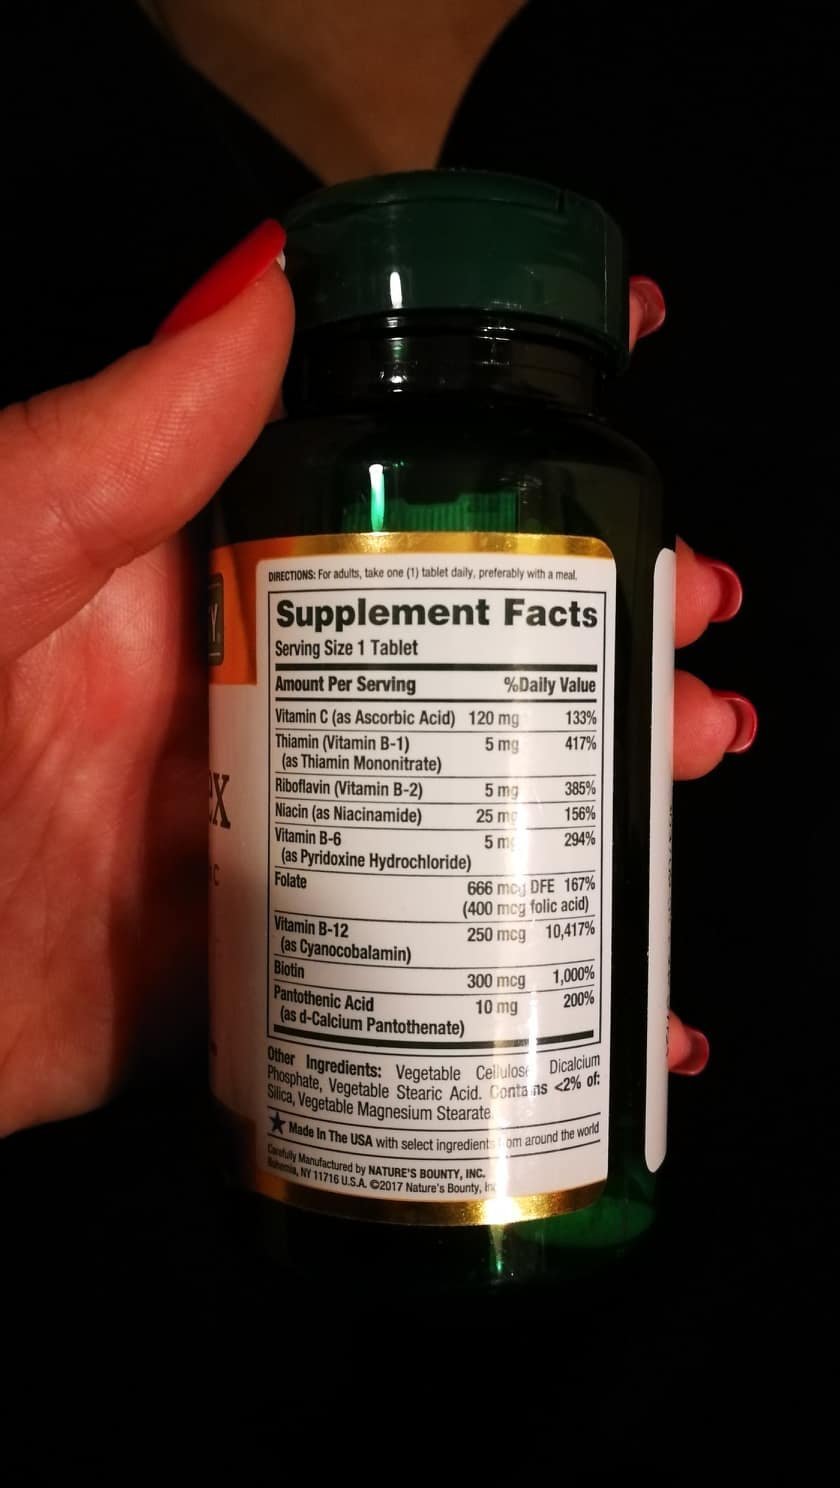 DIRECTIONS: For adults, take one (1) tablet daily, preferably with a meal.
Supplement Facts
Serving Size 1 Tablet
Amount Per Serving %Daily Value
Vitamin C (as Ascorbic Acid) 120 mg 133%
Thiamin (Vitamin B-1) 5 mg 417%
(as Thiamin Mononitrate)
Riboflavin (Vitamin B-2) 5 mg 385%
Niacin (as Niacinamide) 25 mg 156%
Vitamin B-6 5 mg 294%
(as Pyridoxine Hydrochloride)
Folate 666 mcg DFE 167%
(400 mcg folic acid)
Vitamin B-12 250 mcg 10,417%
(as Cyanocobalamin)
Biotin 300 mcg 1,000%
Pantothenic Acid 10 mg 200%
(as d-Calcium Pantothenate)
Other Ingredients: Vegetable Cellulose, Dicalcium
Phosphate, Vegetable Stearic Acid. Contains <2% of:
Silica, Vegetable Magnesium Stearate.
Made In The USA with select ingredients from around the world
Carefully Manufactured by NATURE'S BOUNTY, INC.
Bohemia, NY 11716 U.S.A. ©2017 Nature's Bounty, Inc